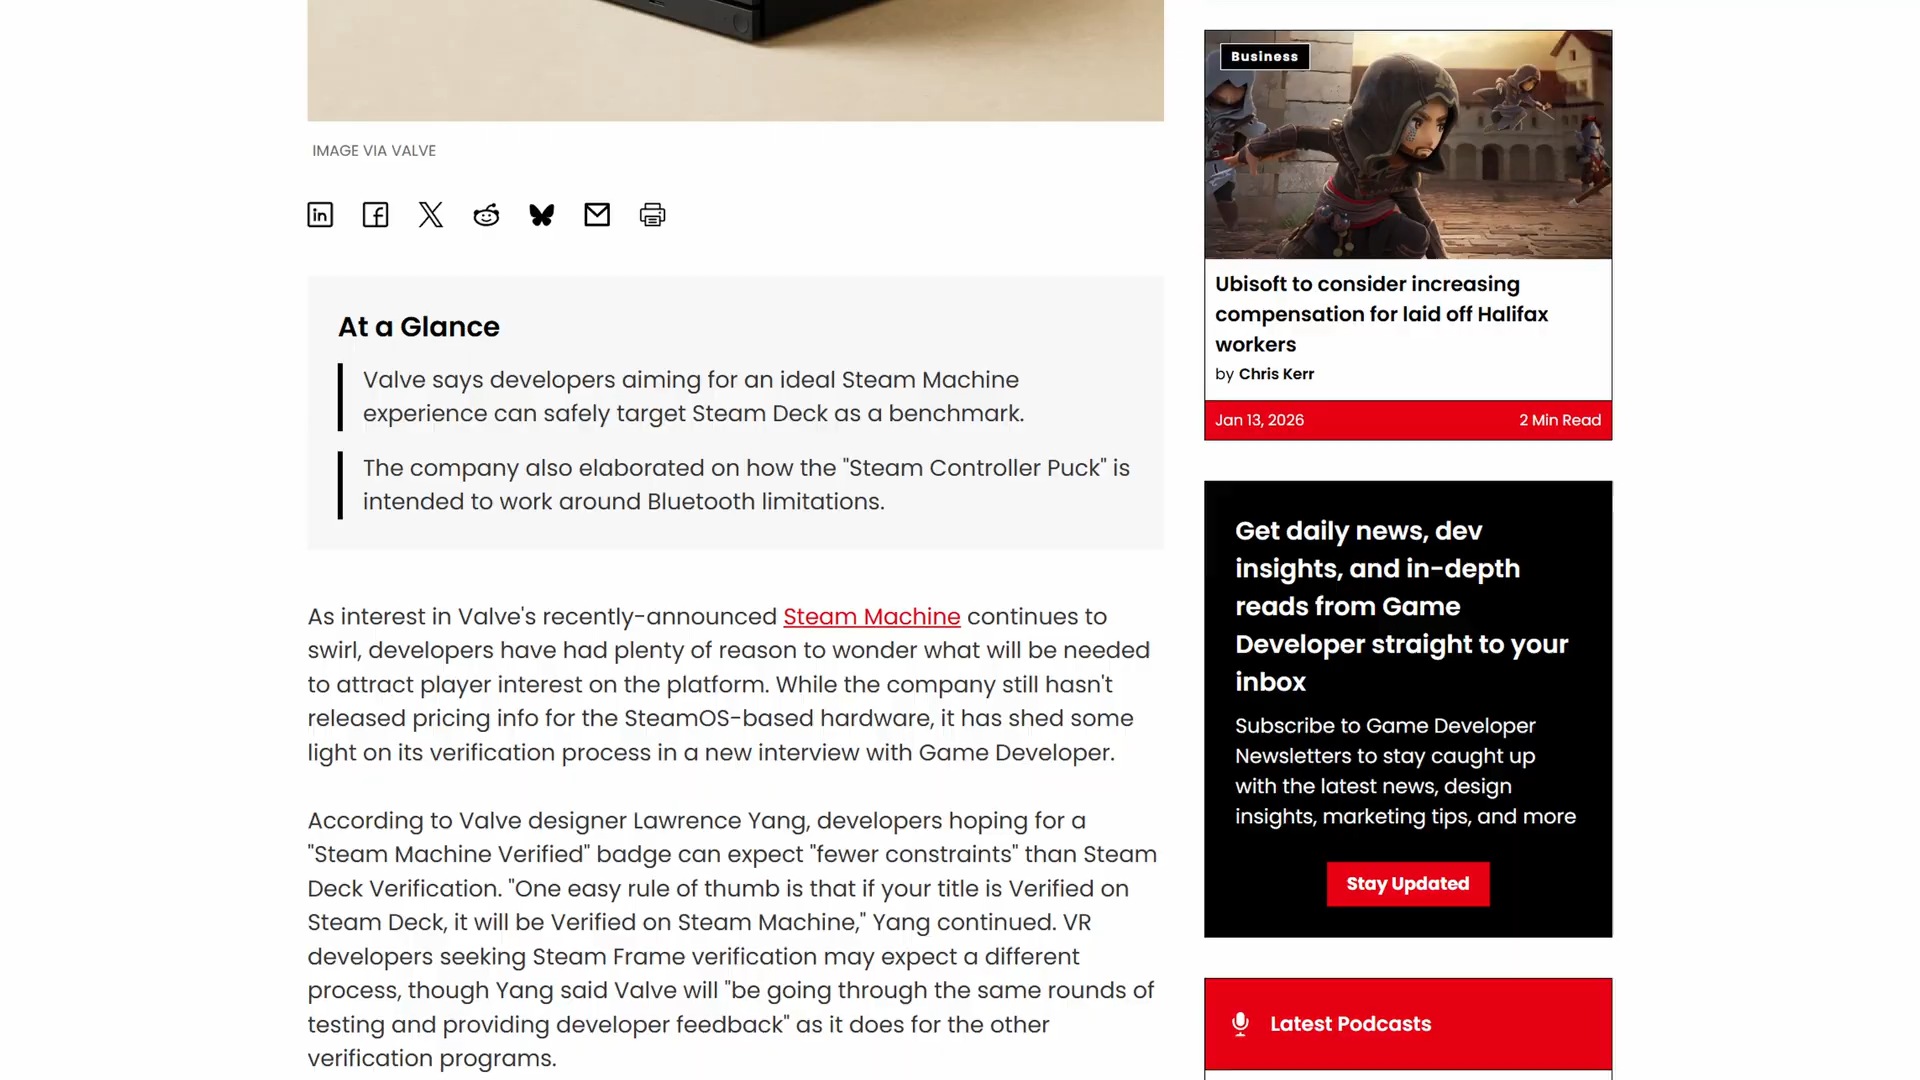 IMAGE VIA VALVE
At a Glance
Valve says developers aiming for an ideal Steam Machine
experience can safely target Steam Deck as a benchmark.
The company also elaborated on how the "Steam Controller Puck" is
intended to work around Bluetooth limitations.
As interest in Valve's recently-announced Steam Machine continues to
swirl, developers have had plenty of reason to wonder what will be needed
to attract player interest on the platform. While the company still hasn't
released pricing info for the SteamOS-based hardware, it has shed some
light on its verification process in a new interview with Game Developer.
According to Valve designer Lawrence Yang, developers hoping for a
"Steam Machine Verified" badge can expect "fewer constraints" than Steam
Deck Verification. "One easy rule of thumb is that if your title is Verified on
Steam Deck, it will be Verified on Steam Machine," Yang continued. VR
developers seeking Steam Frame verification may expect a different
process, though Yang said Valve will "be going through the same rounds of
testing and providing developer feedback" as it does for the other
verification programs.
Business
Ubisoft to consider increasing
compensation for laid off Halifax
workers
by Chris Kerr
Jan 13, 2026 2 Min Read
Get daily news, dev
insights, and in-depth
reads from Game
Developer straight to your
inbox
Subscribe to Game Developer
Newsletters to stay caught up
with the latest news, design
insights, marketing tips, and more
Stay Updated
Latest Podcasts